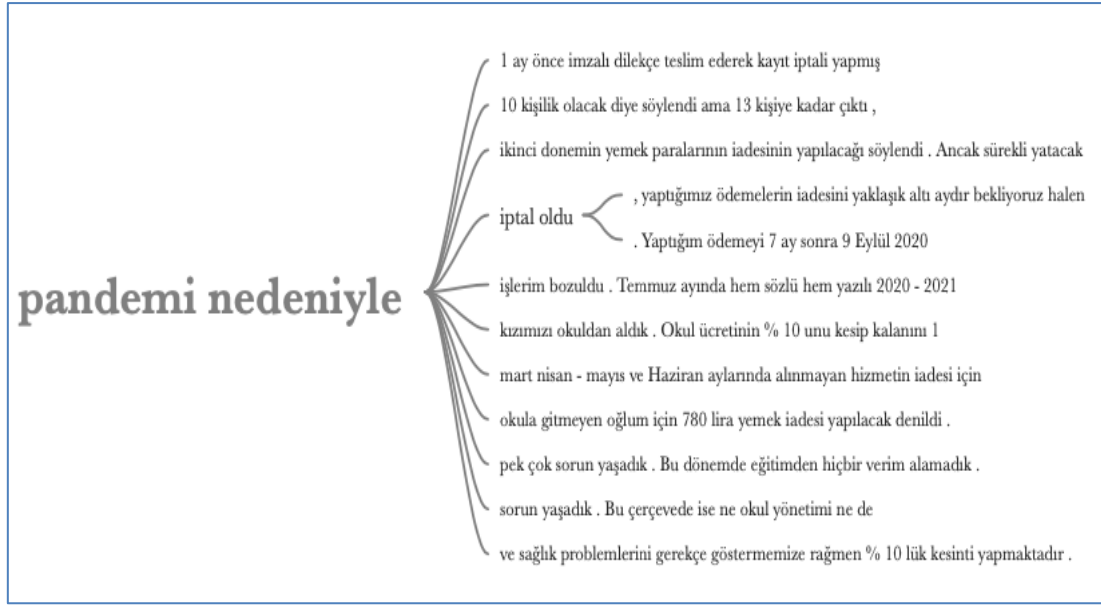 pandemi nedeniyle
1 ay önce imzalı dilekçe teslim ederek kayıt iptali yapmış
10 kişilik olacak diye söylendi ama 13 kişiye kadar çıktı ,
ikinci donemin yemek paralarının iadesinin yapılacağı söylendi . Ancak sürekli yatacak
iptal oldu
, yaptığımız ödemelerin iadesini yaklaşık altı aydır bekliyoruz halen
. Yaptığım ödemeyi 7 ay sonra 9 Eylül 2020
işlerim bozuldu . Temmuz ayında hem sözlü hem yazılı 2020 - 2021
kızımızı okuldan aldık . Okul ücretinin % 10 unu kesip kalanını 1
mart nisan - mayıs ve Haziran aylarında alınmayan hizmetin iadesi için
okula gitmeyen oğlum için 780 lira yemek iadesi yapılacak denildi .
pek çok sorun yaşadık . Bu dönemde eğitimden hiçbir verim alamadık .
sorun yaşadık . Bu çerçevede ise ne okul yönetimi ne de
ve sağlık problemlerini gerekçe göstermemize rağmen % 10 lük kesinti yapmaktadır .